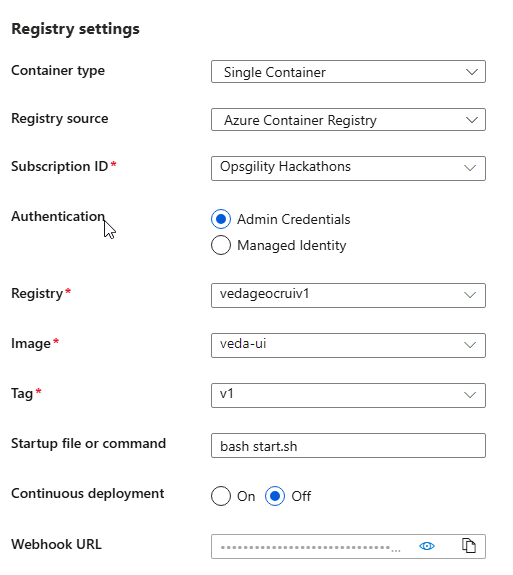 Registry settings
Container type
Single Container
Registry source
Azure Container Registry
Subscription ID*
Opsgility Hackathons
Authentication
Admin Credentials
Managed Identity
Registry*
vedageocruiv1
Image*
veda-ui
Tag*
v1
Startup file or command
bash start.sh
Continuous deployment
On Off
Webhook URL
••••••••••••••••••••••••••••••...